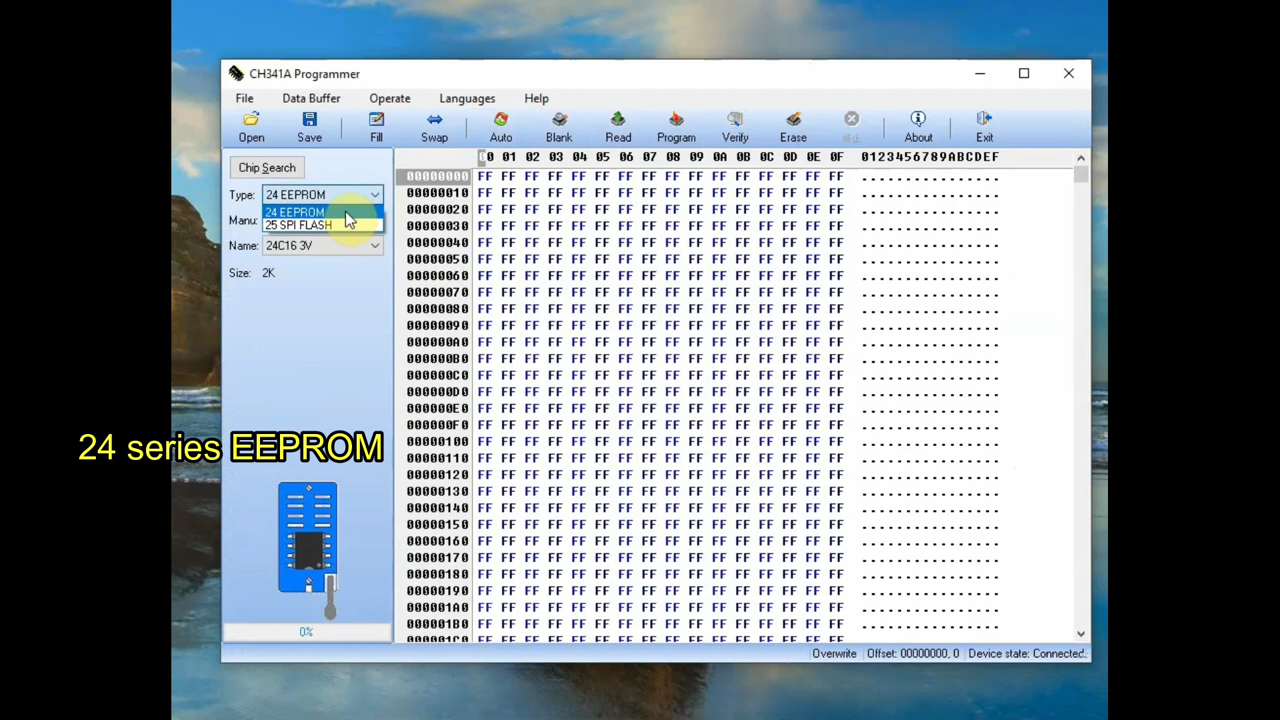 CH341A Programmer
File Data Buffer Operate Languages Help
Open Save Fill Swap Auto Blank Read Program Verify Erase About Exit
Chip Search
Type: 24 EEPROM
24 EEPROM
Manu:
25 SPI FLASH
Name: 24C16 3V
Size: 2K
24 series EEPROM
0%
00 01 02 03 04 05 06 07 08 09 0A 0B 0C 0D 0E 0F 0123456789ABCDEF
00000000 FF FF FF FF FF FF FF FF FF FF FF FF FF FF FF FF ................
00000010 FF FF FF FF FF FF FF FF FF FF FF FF FF FF FF FF ................
00000020 FF FF FF FF FF FF FF FF FF FF FF FF FF FF FF FF ................
00000030 FF FF FF FF FF FF FF FF FF FF FF FF FF FF FF FF ................
00000040 FF FF FF FF FF FF FF FF FF FF FF FF FF FF FF FF ................
00000050 FF FF FF FF FF FF FF FF FF FF FF FF FF FF FF FF ................
00000060 FF FF FF FF FF FF FF FF FF FF FF FF FF FF FF FF ................
00000070 FF FF FF FF FF FF FF FF FF FF FF FF FF FF FF FF ................
00000080 FF FF FF FF FF FF FF FF FF FF FF FF FF FF FF FF ................
00000090 FF FF FF FF FF FF FF FF FF FF FF FF FF FF FF FF ................
000000A0 FF FF FF FF FF FF FF FF FF FF FF FF FF FF FF FF ................
000000B0 FF FF FF FF FF FF FF FF FF FF FF FF FF FF FF FF ................
000000C0 FF FF FF FF FF FF FF FF FF FF FF FF FF FF FF FF ................
000000D0 FF FF FF FF FF FF FF FF FF FF FF FF FF FF FF FF ................
000000E0 FF FF FF FF FF FF FF FF FF FF FF FF FF FF FF FF ................
000000F0 FF FF FF FF FF FF FF FF FF FF FF FF FF FF FF FF ................
00000100 FF FF FF FF FF FF FF FF FF FF FF FF FF FF FF FF ................
00000110 FF FF FF FF FF FF FF FF FF FF FF FF FF FF FF FF ................
00000120 FF FF FF FF FF FF FF FF FF FF FF FF FF FF FF FF ................
00000130 FF FF FF FF FF FF FF FF FF FF FF FF FF FF FF FF ................
00000140 FF FF FF FF FF FF FF FF FF FF FF FF FF FF FF FF ................
00000150 FF FF FF FF FF FF FF FF FF FF FF FF FF FF FF FF ................
00000160 FF FF FF FF FF FF FF FF FF FF FF FF FF FF FF FF ................
00000170 FF FF FF FF FF FF FF FF FF FF FF FF FF FF FF FF ................
00000180 FF FF FF FF FF FF FF FF FF FF FF FF FF FF FF FF ................
00000190 FF FF FF FF FF FF FF FF FF FF FF FF FF FF FF FF ................
000001A0 FF FF FF FF FF FF FF FF FF FF FF FF FF FF FF FF ................
000001B0 FF FF FF FF FF FF FF FF FF FF FF FF FF FF FF FF ................
000001C0 FF FF FF FF FF FF FF FF FF FF FF FF FF FF FF FF ................
Overwrite Offset: 00000000, 0 Device state: Connected.